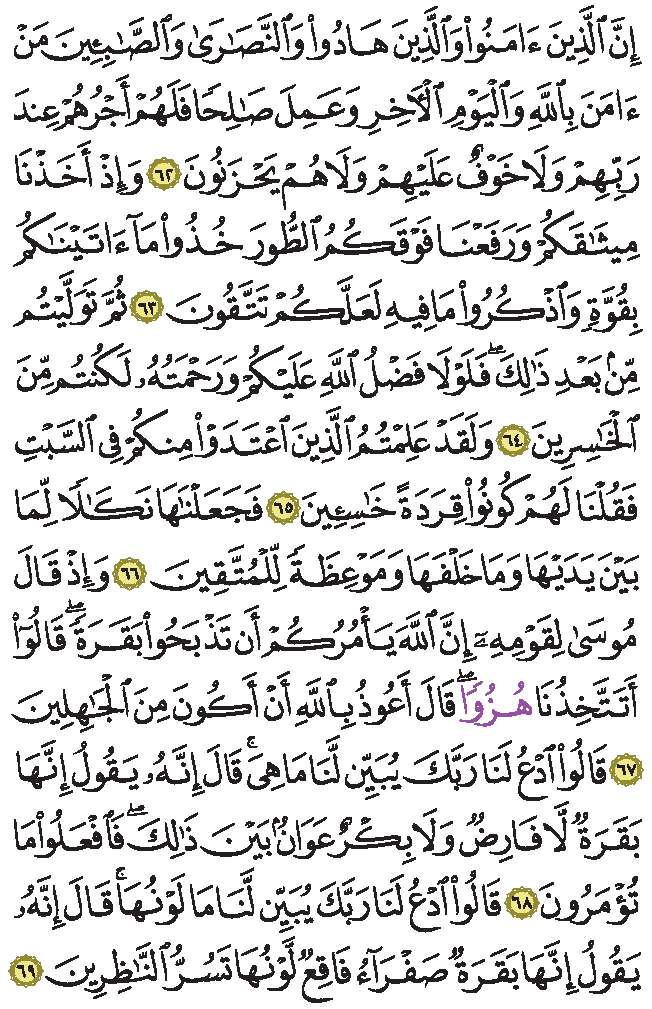 إِنَّ ٱلَّذِينَ ءَامَنُوا۟ وَٱلَّذِينَ هَادُوا۟ وَٱلنَّصَـٰرَىٰ وَٱلصَّـٰبِـِٔينَ مَنْ
ءَامَنَ بِٱللَّهِ وَٱلْيَوْمِ ٱلْـَٔاخِرِ وَعَمِلَ صَـٰلِحًا فَلَهُمْ أَجْرُهُمْ عِندَ
رَبِّهِمْ وَلَا خَوْفٌ عَلَيْهِمْ وَلَا هُمْ يَحْزَنُونَ ٦٢ وَإِذْ أَخَذْنَا
مِيثَـٰقَكُمْ وَرَفَعْنَا فَوْقَكُمُ ٱلطُّورَ خُذُوا۟ مَآ ءَاتَيْنَـٰكُم
بِقُوَّةٍ وَٱذْكُرُوا۟ مَا فِيهِ لَعَلَّكُمْ تَتَّقُونَ ٦٣ ثُمَّ تَوَلَّيْتُم
مِّنۢ بَعْدِ ذَٰلِكَ ۖ فَلَوْلَا فَضْلُ ٱللَّهِ عَلَيْكُمْ وَرَحْمَتُهُۥ لَكُنتُم مِّنَ
ٱلْخَـٰسِرِينَ ٦٤ وَلَقَدْ عَلِمْتُمُ ٱلَّذِينَ ٱعْتَدَوْا۟ مِنكُمْ فِى ٱلسَّبْتِ
فَقُلْنَا لَهُمْ كُونُوا۟ قِرَدَةً خَـٰسِـِٔينَ ٦٥ فَجَعَلْنَـٰهَا نَكَـٰلًا لِّمَا
بَيْنَ يَدَيْهَا وَمَا خَلْفَهَا وَمَوْعِظَةً لِّلْمُتَّقِينَ ٦٦ وَإِذْ قَالَ
مُوسَىٰ لِقَوْمِهِۦٓ إِنَّ ٱللَّهَ يَأْمُرُكُمْ أَن تَذْبَحُوا۟ بَقَرَةً ۖ قَالُوٓا۟
أَتَتَّخِذُنَا هُزُوًا ۖ قَالَ أَعُوذُ بِٱللَّهِ أَنْ أَكُونَ مِنَ ٱلْجَـٰهِلِينَ
٦٧ قَالُوا۟ ٱدْعُ لَنَا رَبَّكَ يُبَيِّن لَّنَا مَا هِىَ ۚ قَالَ إِنَّهُۥ يَقُولُ إِنَّهَا
بَقَرَةٌ لَّا فَارِضٌ وَلَا بِكْرٌ عَوَانٌۢ بَيْنَ ذَٰلِكَ ۖ فَٱفْعَلُوا۟ مَا
تُؤْمَرُونَ ٦٨ قَالُوا۟ ٱدْعُ لَنَا رَبَّكَ يُبَيِّن لَّنَا مَا لَوْنُهَا ۚ قَالَ إِنَّهُۥ
يَقُولُ إِنَّهَا بَقَرَةٌ صَفْرَآءُ فَاقِعٌ لَّوْنُهَا تَسُرُّ ٱلنَّـٰظِرِينَ ٦٩